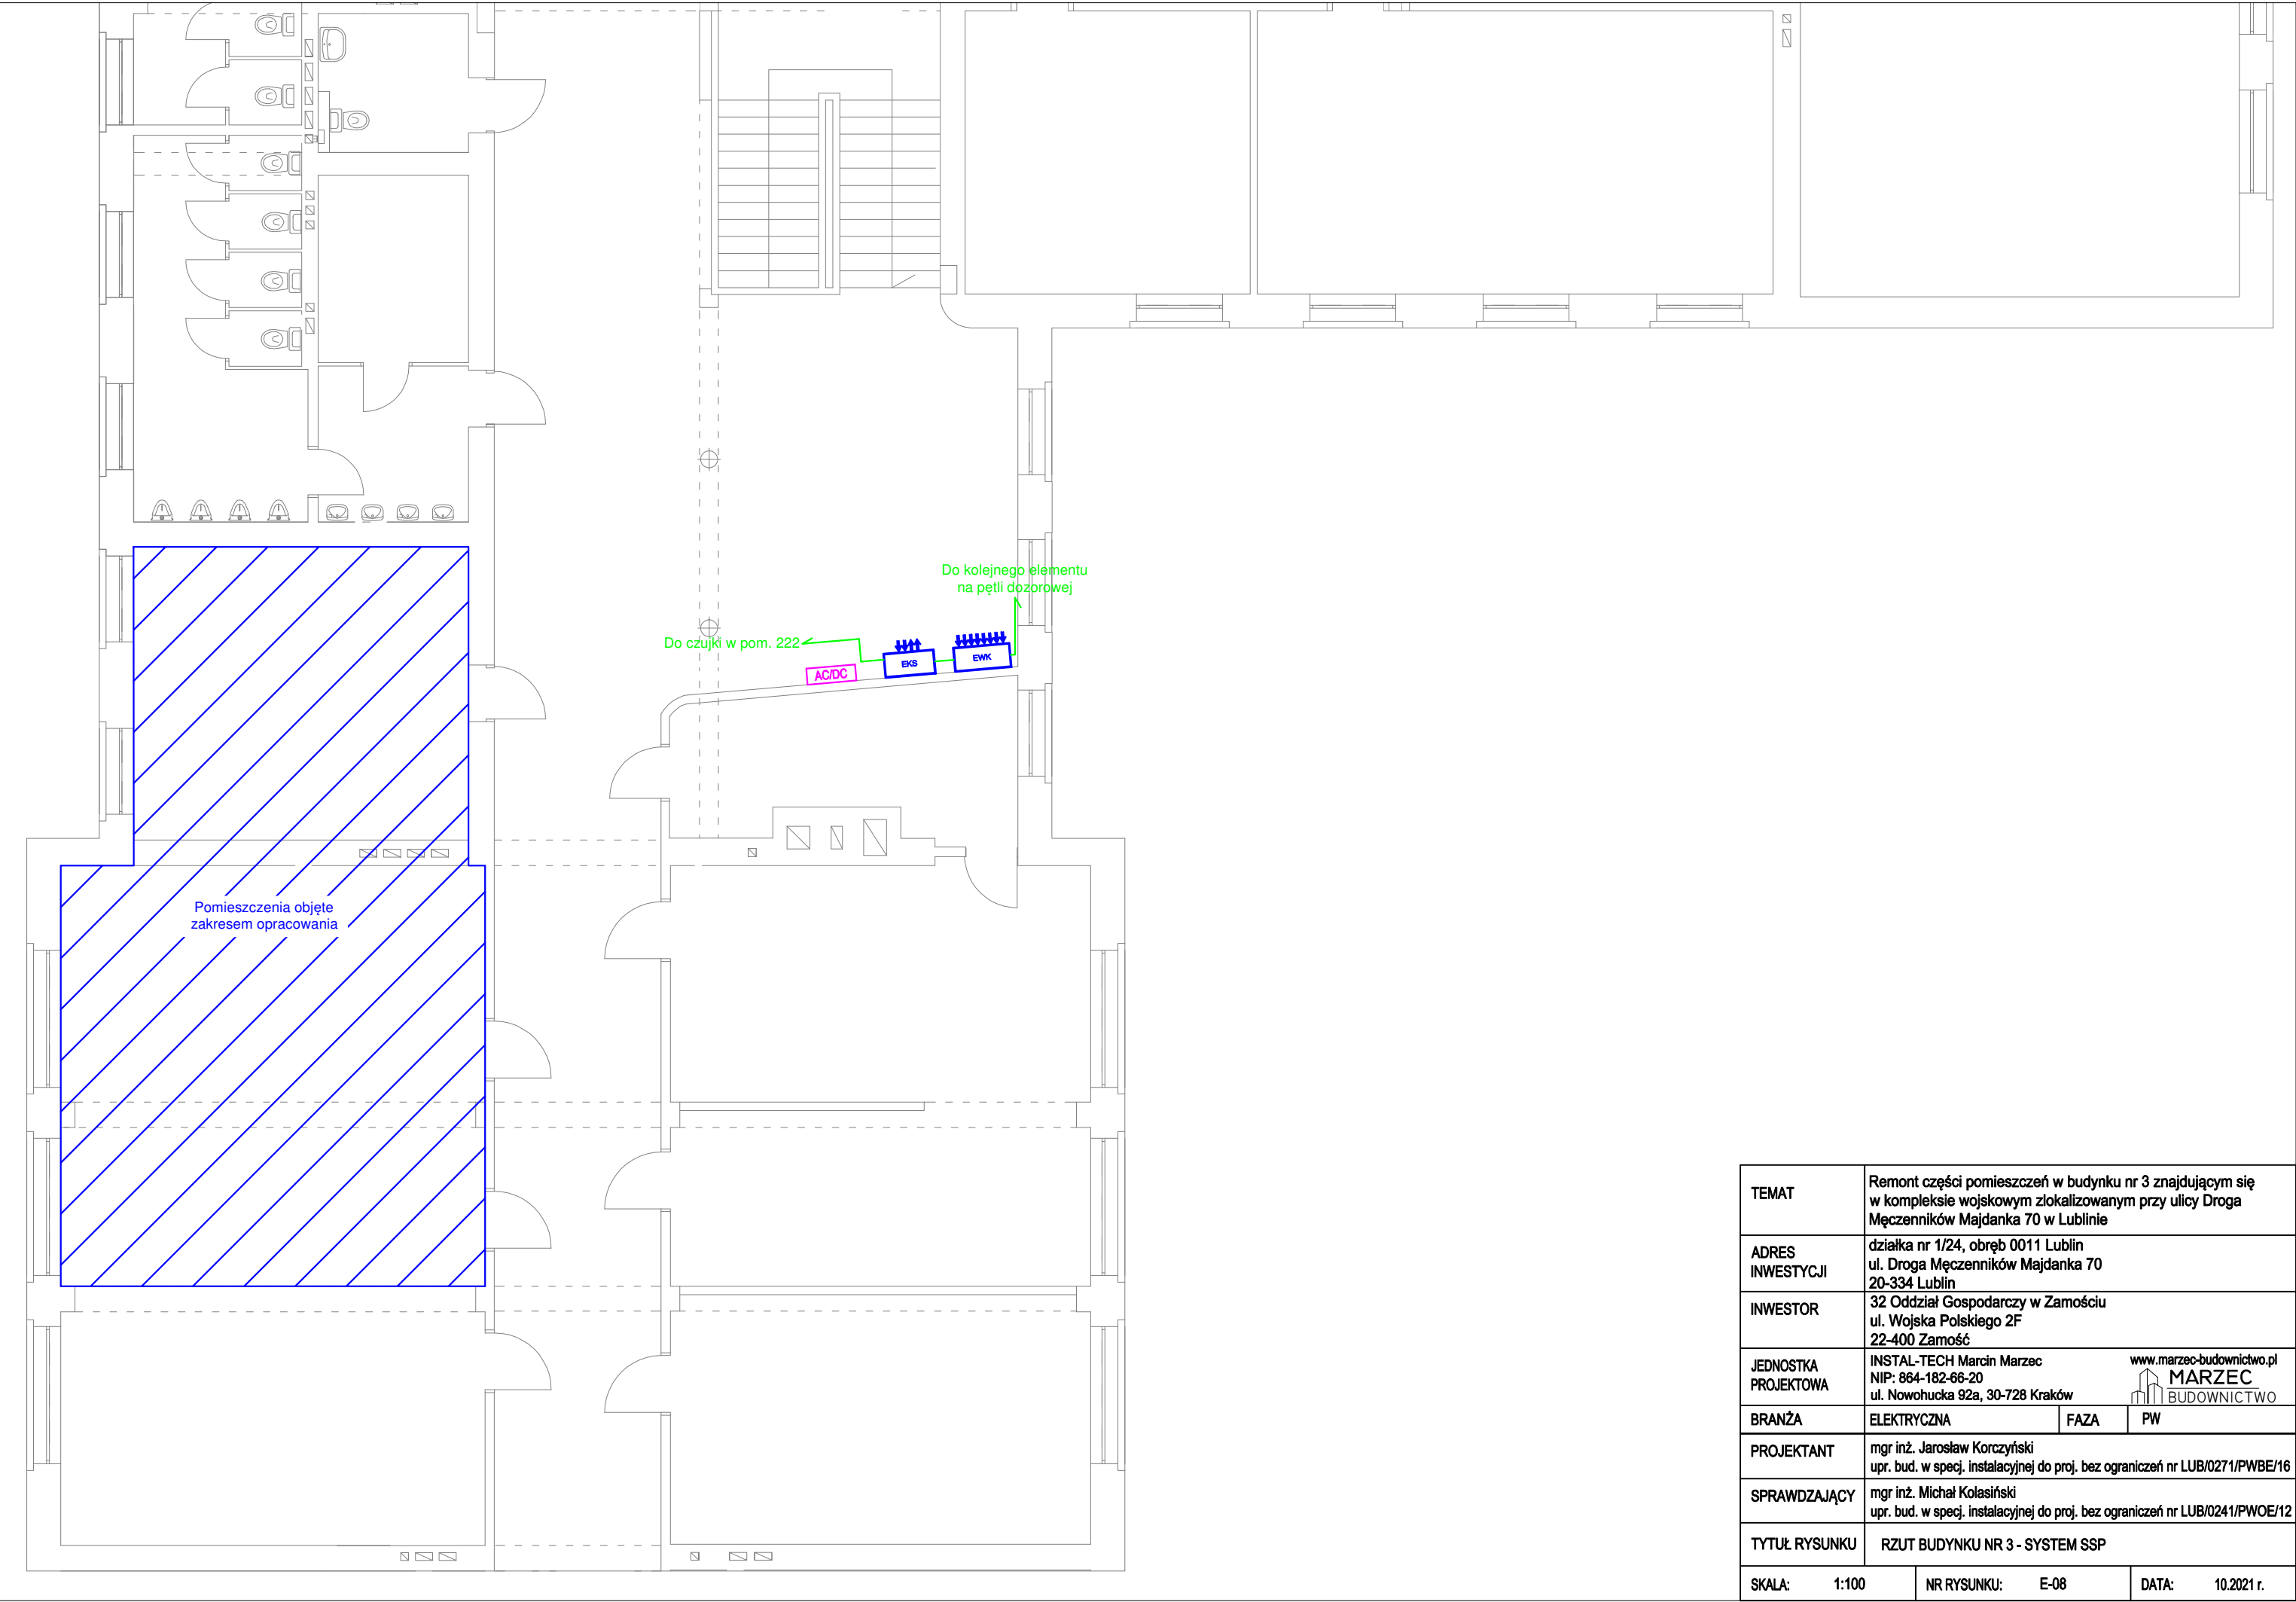 Do kolejnego elementu
na pętli dozorowej
Do czujki w pom. 222
EKS
EWK
AC/DC
Pomieszczenia objęte
zakresem opracowania
TEMAT
Remont części pomieszczeń w budynku nr 3 znajdującym się
w kompleksie wojskowym zlokalizowanym przy ulicy Droga
Męczenników Majdanka 70 w Lublinie
ADRES
INWESTYCJI
działka nr 1/24, obręb 0011 Lublin
ul. Droga Męczenników Majdanka 70
20-334 Lublin
INWESTOR
32 Oddział Gospodarczy w Zamościu
ul. Wojska Polskiego 2F
22-400 Zamość
JEDNOSTKA
PROJEKTOWA
INSTAL-TECH Marcin Marzec
NIP: 864-182-66-20
ul. Nowohucka 92a, 30-728 Kraków
www.marzec-budownictwo.pl
MARZEC
BUDOWNICTWO
BRANŻA
ELEKTRYCZNA
FAZA
PW
PROJEKTANT
mgr inż. Jarosław Korczyński
upr. bud. w specj. instalacyjnej do proj. bez ograniczeń nr LUB/0271/PWBE/16
SPRAWDZAJĄCY
mgr inż. Michał Kolasiński
upr. bud. w specj. instalacyjnej do proj. bez ograniczeń nr LUB/0241/PWOE/12
TYTUŁ RYSUNKU
RZUT BUDYNKU NR 3 - SYSTEM SSP
SKALA: 1:100
NR RYSUNKU: E-08
DATA: 10.2021 r.